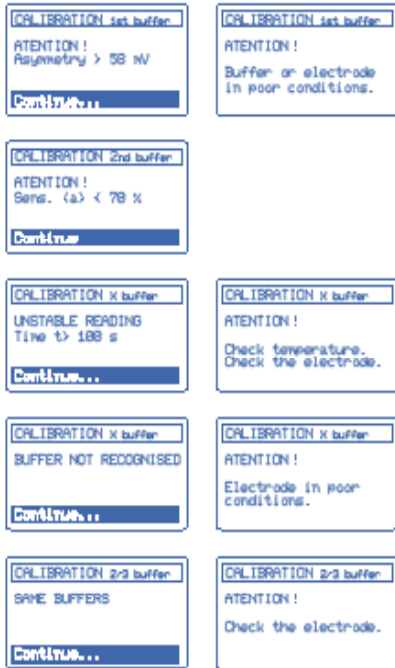 CALIBRATION 1st buffer
ATENTION !
Asymmetry > 58 mV
Continue...
CALIBRATION 1st buffer
ATENTION !
Buffer or electrode
in poor conditions.
CALIBRATION 2nd buffer
ATENTION !
Sens. (a) < 70 %
Continue
CALIBRATION X buffer
UNSTABLE READING
Time t> 100 s
Continue...
CALIBRATION X buffer
ATENTION !
Check temperature.
Check the electrode.
CALIBRATION X buffer
BUFFER NOT RECOGNISED
Continue...
CALIBRATION X buffer
ATENTION !
Electrode in poor
conditions.
CALIBRATION 2/3 buffer
SAME BUFFERS
Continue...
CALIBRATION 2/3 buffer
ATENTION !
Check the electrode.